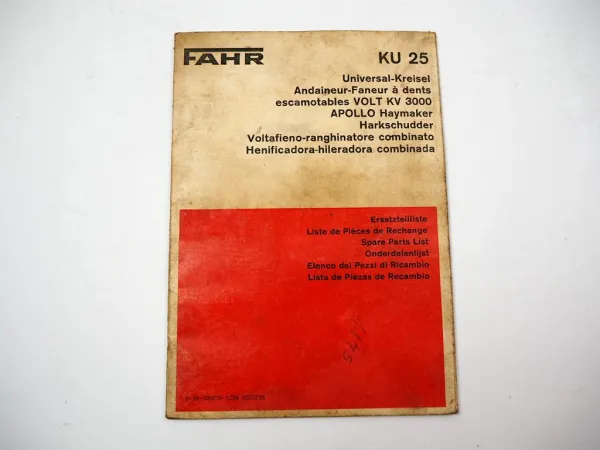 FAHR
KU 25
Universal-Kreisel
Andaineur-Faneur à dents
escamotables VOLT KV 3000
APOLLO Haymaker
Harkschudder
Voltafieno-ranghinatore combinato
Henificadora-hileradora combinada
Ersatzteilliste
Liste de Pièces de Rechange
Spare Parts List
Onderdelenlijst
Elenco dei Pezzi di Ricambio
Lista de Piezas de Recambio